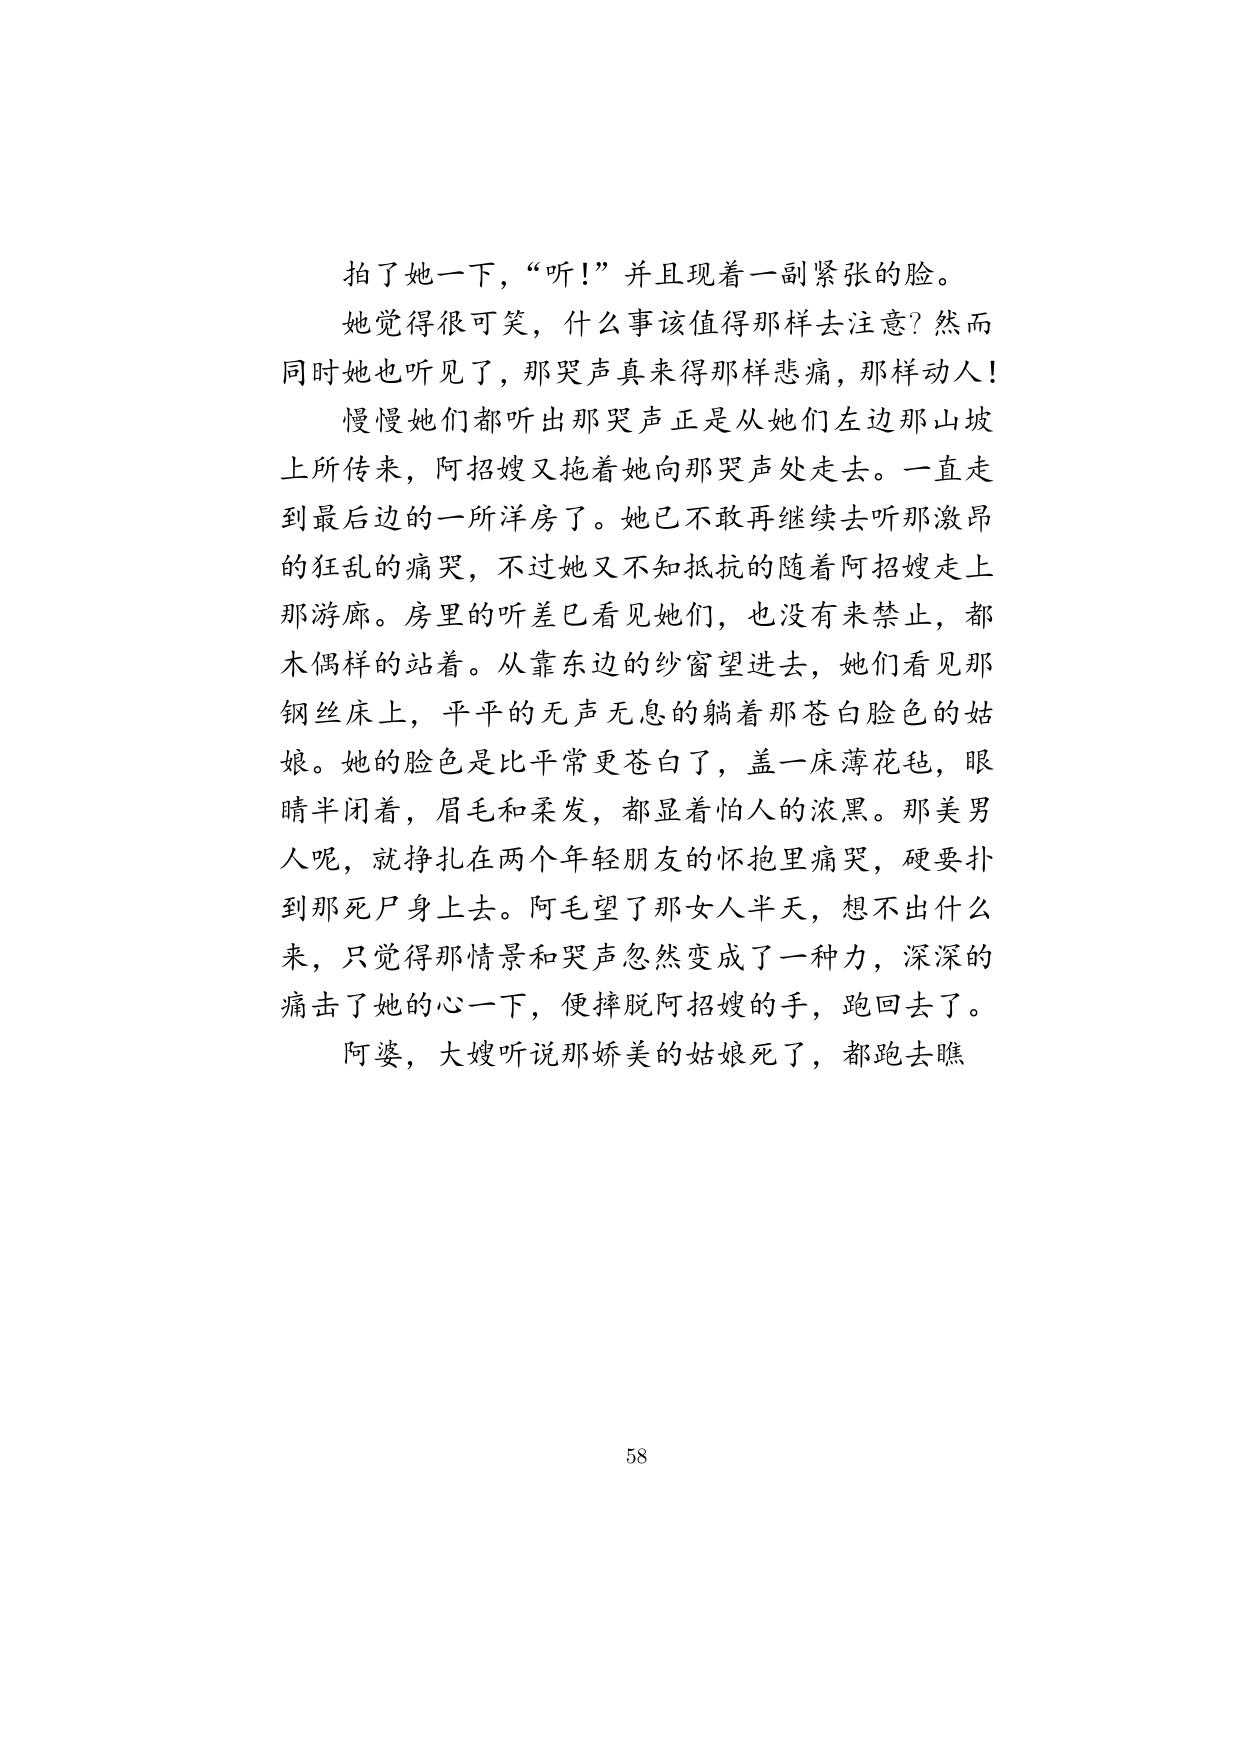 拍了她一下，“听！”并且现着一副紧张的脸。
她觉得很可笑，什么事该值得那样去注意？然而
同时她也听见了，那哭声真来得那样悲痛，那样动人！
慢慢她们都听出那哭声正是从她们左边那山坡
上所传来，阿招嫂又拖着她向那哭声处走去。一直走
到最后边的一所洋房了。她已不敢再继续去听那激昂
的狂乱的痛哭，不过她又不知抵抗的随着阿招嫂走上
那游廊。房里的听差已看见她们，也没有来禁止，都
木偶样的站着。从靠东边的纱窗望进去，她们看见那
钢丝床上，平平的无声无息的躺着那苍白脸色的姑
娘。她的脸色是比平常更苍白了，盖一床薄花毡，眼
睛半闭着，眉毛和柔发，都显着怕人的浓黑。那美男
人呢，就挣扎在两个年轻朋友的怀抱里痛哭，硬要扑
到那死尸身上去。阿毛望了那女人半天，想不出什么
来，只觉得那情景和哭声忽然变成了一种力，深深的
痛击了她的心一下，便摔脱阿招嫂的手，跑回去了。
阿婆，大嫂听说那娇美的姑娘死了，都跑去瞧
58